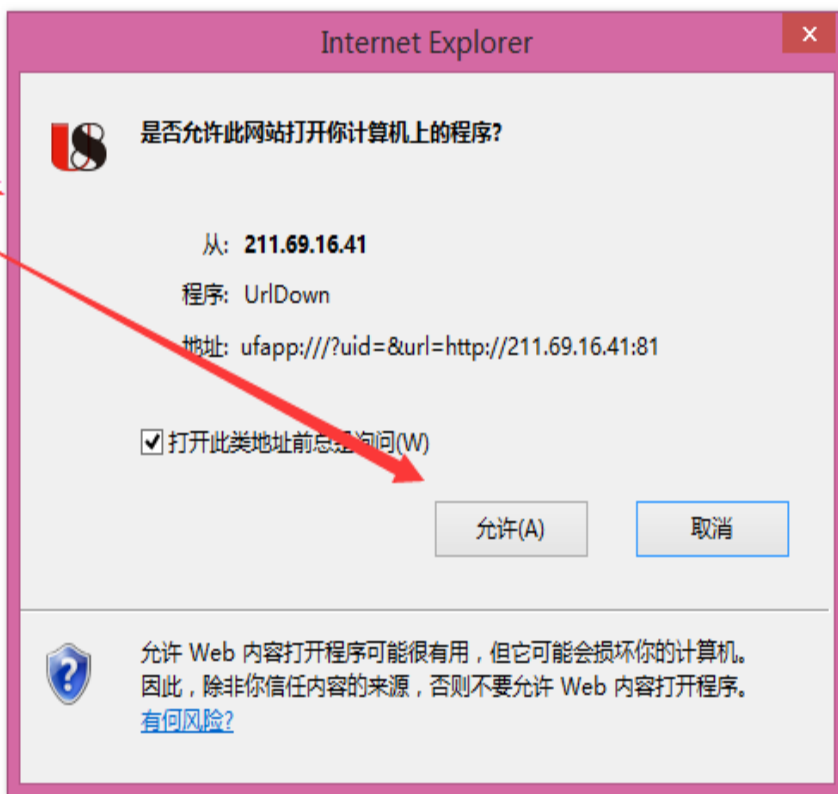 Internet Explorer
是否允许此网站打开你计算机上的程序?
从: 211.69.16.41
程序: UrlDown
地址: ufapp:///?uid=&url=http://211.69.16.41:81
打开此类地址前总是询问(W)
允许(A)
取消
允许 Web 内容打开程序可能很有用，但它可能会损坏你的计算机。
因此，除非你信任内容的来源，否则不要允许 Web 内容打开程序。
有何风险?